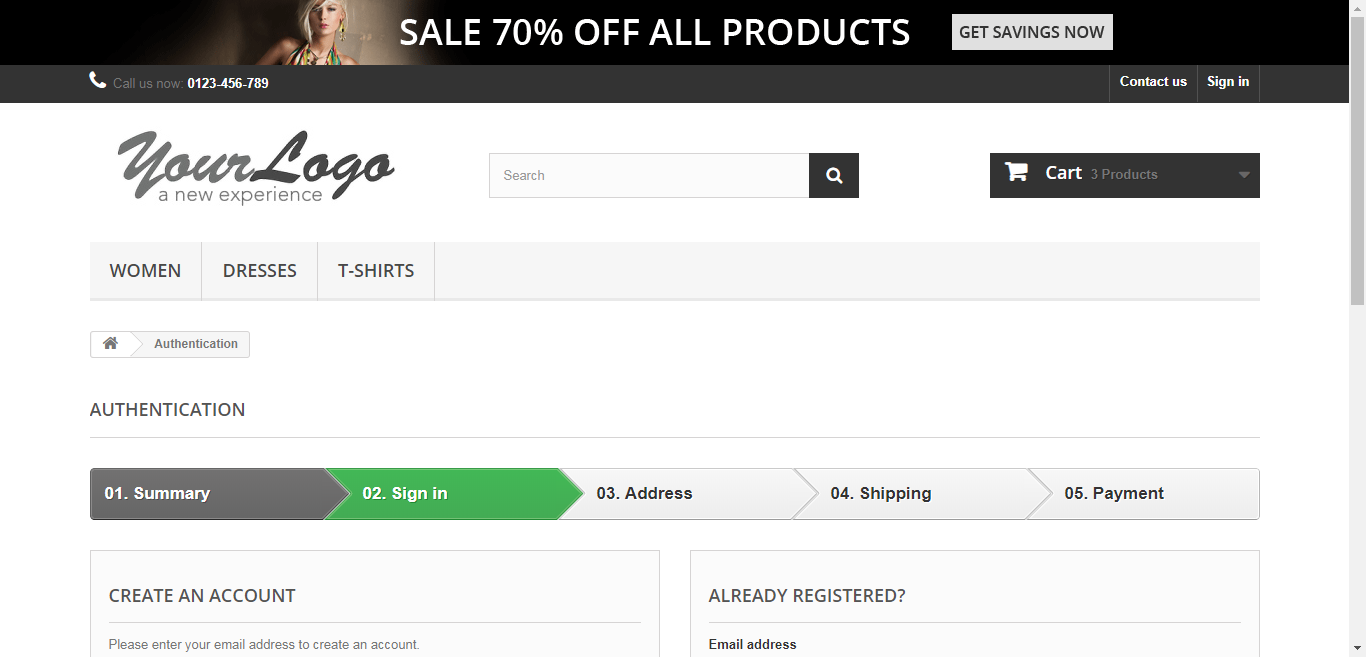 SALE 70% OFF ALL PRODUCTS GET SAVINGS NOW
Call us now: 0123-456-789 Contact us Sign in
Your Logo
a new experience
Search
Cart 3 Products
WOMEN DRESSES T-SHIRTS
Authentication
AUTHENTICATION
01. Summary 02. Sign in 03. Address 04. Shipping 05. Payment
CREATE AN ACCOUNT
Please enter your email address to create an account.
ALREADY REGISTERED?
Email address